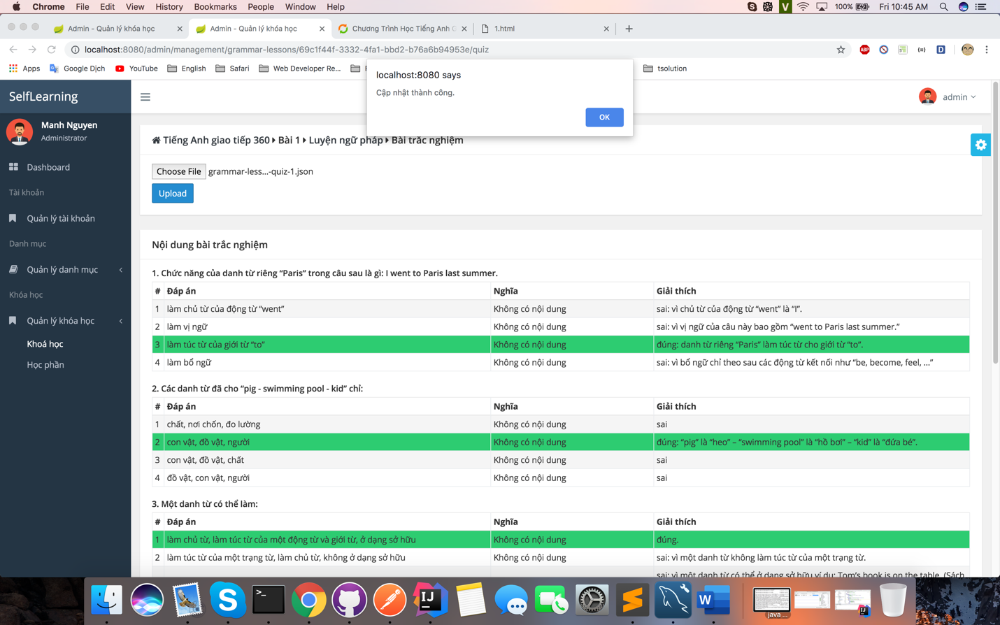 Chrome File Edit View History Bookmarks People Window Help 100% Fri 10:45 AM
Admin - Quản lý khóa học
Admin - Quản lý khóa học
Chương Trình Học Tiếng Anh
1.html
localhost:8080/admin/management/grammar-lessons/69c1f44f-3332-4fa1-bbd2-b76a6b94953e/quiz
Apps Google Dịch YouTube English Safari Web Developer Re... tsolution
localhost:8080 says
Cập nhật thành công.
OK
SelfLearning
admin
Manh Nguyen
Administrator
Dashboard
Tài khoản
Quản lý tài khoản
Danh mục
Quản lý danh mục
Khóa học
Quản lý khóa học
Khoá học
Học phần
Tiếng Anh giao tiếp 360 Bài 1 Luyện ngữ pháp Bài trắc nghiệm
Choose File grammar-less...-quiz-1.json
Upload
Nội dung bài trắc nghiệm
1. Chức năng của danh từ riêng “Paris” trong câu sau là gì: I went to Paris last summer.
# Đáp án Nghĩa Giải thích
1 làm chủ từ của động từ “went” Không có nội dung sai: vì chủ từ của động từ “went” là “I”.
2 làm vị ngữ Không có nội dung sai: vì vị ngữ của câu này bao gồm “went to Paris last summer.”
3 làm túc từ của giới từ “to” Không có nội dung đúng: danh từ riêng “Paris” làm túc từ cho giới từ “to”.
4 làm bổ ngữ Không có nội dung sai: vì bổ ngữ chỉ theo sau các động từ kết nối như “be, become, feel, ...”
2. Các danh từ đã cho “pig - swimming pool - kid” chỉ:
# Đáp án Nghĩa Giải thích
1 chất, nơi chốn, đo lường Không có nội dung sai
2 con vật, đồ vật, người Không có nội dung đúng: “pig” là “heo” – “swimming pool” là “hồ bơi” – “kid” là “đứa bé”.
3 con vật, đồ vật, chất Không có nội dung sai
4 đồ vật, con vật, người Không có nội dung sai
3. Một danh từ có thể làm:
# Đáp án Nghĩa Giải thích
1 làm chủ từ, làm túc từ của một động từ và giới từ, ở dạng sở hữu Không có nội dung đúng.
2 làm túc từ của một trạng từ, làm chủ từ, không ở dạng sở hữu Không có nội dung sai: vì một danh từ không làm túc từ của một trạng từ.
sai: vì một danh từ có thể ở dạng sở hữu ví dụ: Tom’s book is on the table. (Sách
java ...